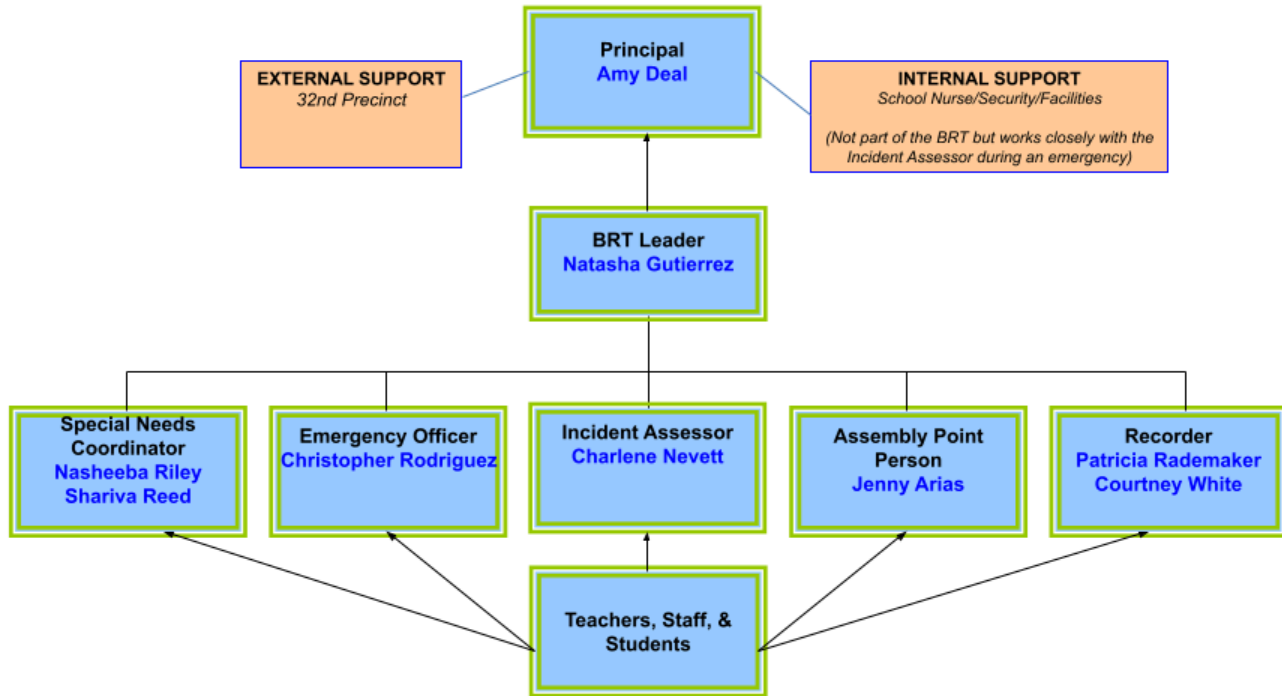 Principal
Amy Deal
EXTERNAL SUPPORT
32nd Precinct
INTERNAL SUPPORT
School Nurse/Security/Facilities
(Not part of the BRT but works closely with the
Incident Assessor during an emergency)
BRT Leader
Natasha Gutierrez
Special Needs
Coordinator
Nasheeba Riley
Shariva Reed
Emergency Officer
Christopher Rodriguez
Incident Assessor
Charlene Nevett
Assembly Point
Person
Jenny Arias
Recorder
Patricia Rademaker
Courtney White
Teachers, Staff, &
Students